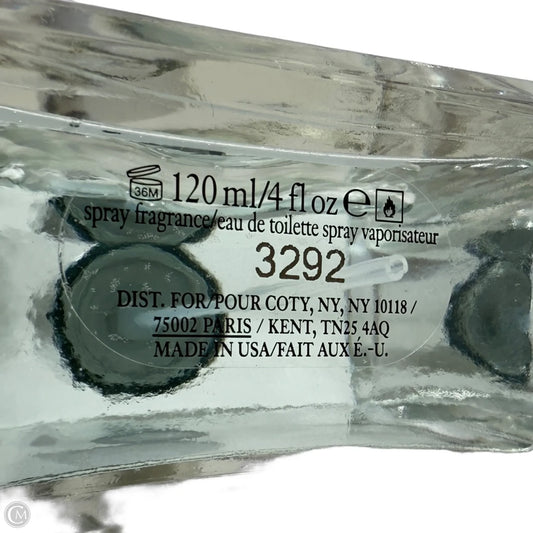 36M 120 ml/4 fl oz e
spray fragrance/eau de toilette spray vaporisateur
3292
DIST. FOR/POUR COTY, NY, NY 10118 /
75002 PARIS / KENT, TN25 4AQ
MADE IN USA/FAIT AUX É.-U.
CM